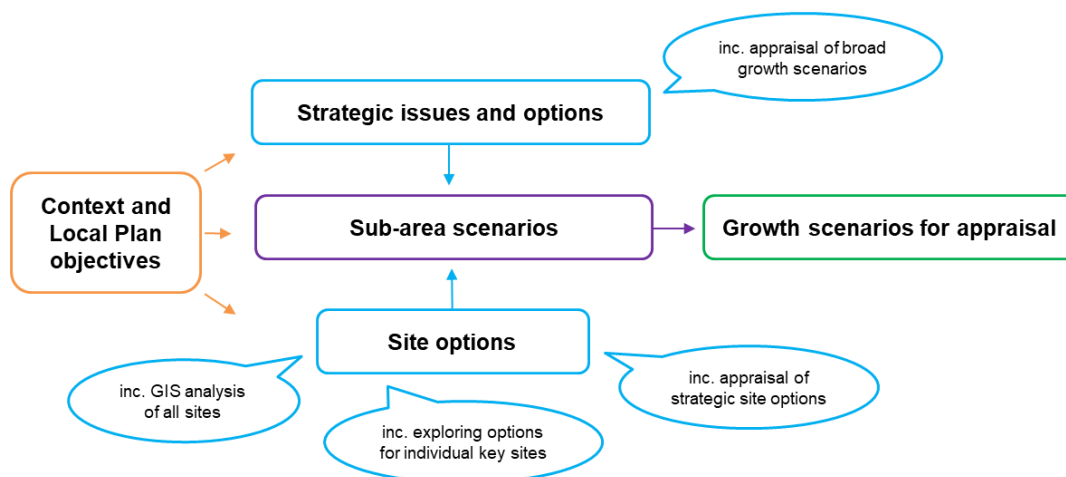 inc. appraisal of broad
growth scenarios
Strategic issues and options
Context and
Local Plan
objectives
Sub-area scenarios
Growth scenarios for appraisal
Site options
inc. GIS analysis
of all sites
inc. exploring options
for individual key sites
inc. appraisal of
strategic site options